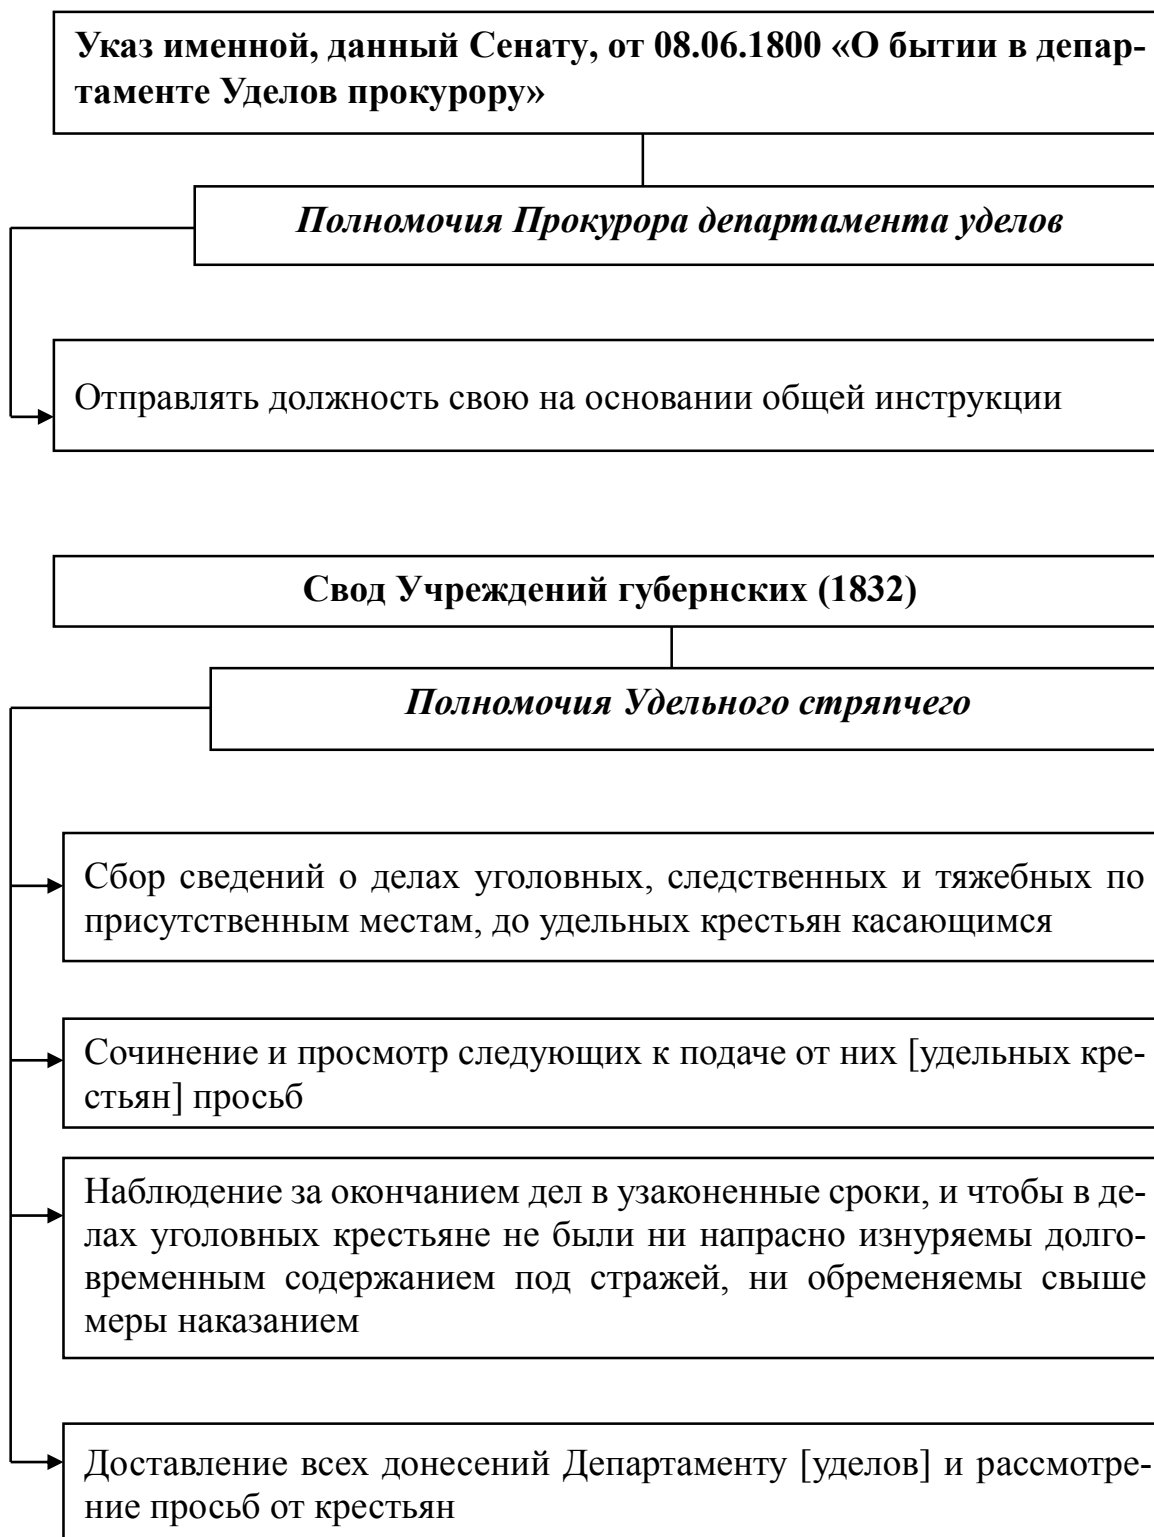 Указ именной, данный Сенату, от 08.06.1800 «О бытии в депар-
таменте Уделов прокурору»
Полномочия Прокурора департамента уделов
Отправлять должность свою на основании общей инструкции
Свод Учреждений губернских (1832)
Полномочия Удельного стряпчего
Сбор сведений о делах уголовных, следственных и тяжебных по
присутственным местам, до удельных крестьян касающимся
Сочинение и просмотр следующих к подаче от них [удельных кре-
стьян] просьб
Наблюдение за окончанием дел в узаконенные сроки, и чтобы в де-
лах уголовных крестьяне не были ни напрасно изнуряемы долго-
временным содержанием под стражей, ни обременяемы свыше
меры наказанием
Доставление всех донесений Департаменту [уделов] и рассмотре-
ние просьб от крестьян